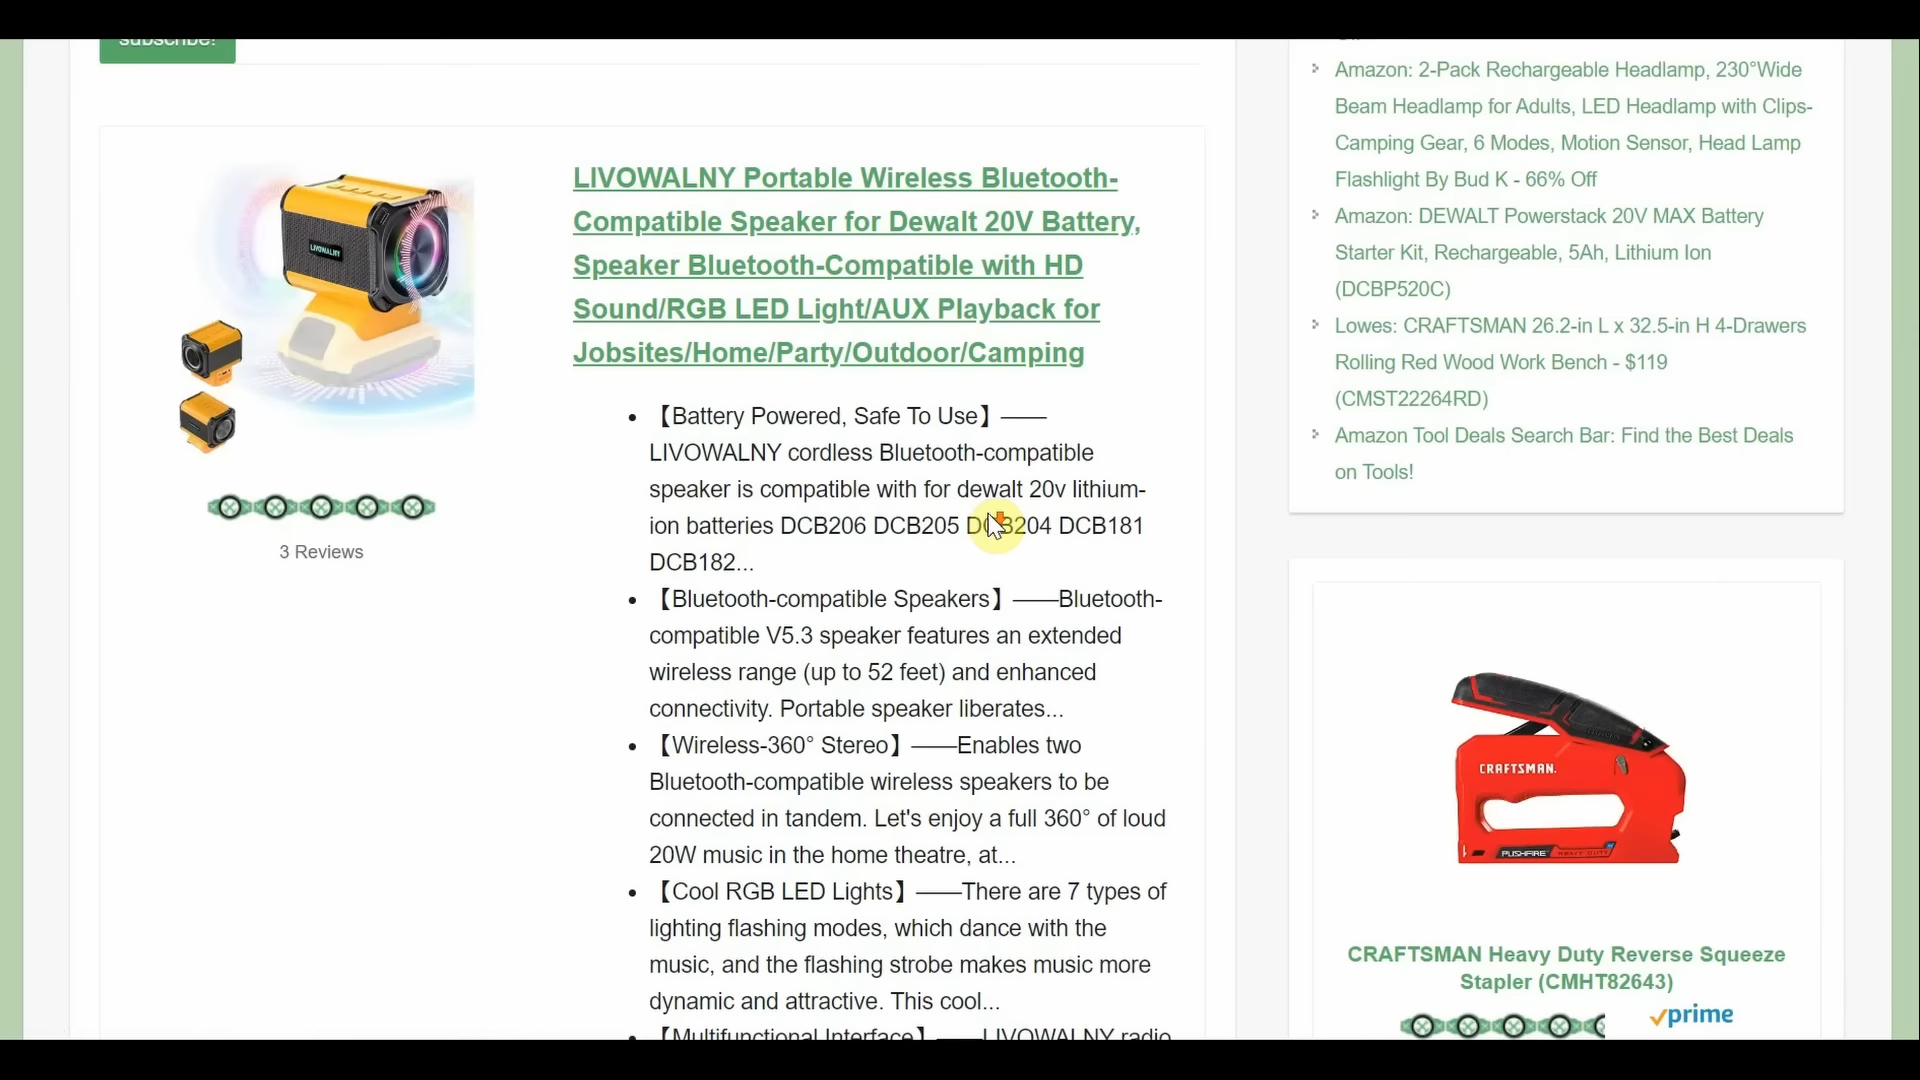 subscribe!
LIVOWALNY
3 Reviews
LIVOWALNY Portable Wireless Bluetooth-
Compatible Speaker for Dewalt 20V Battery,
Speaker Bluetooth-Compatible with HD
Sound/RGB LED Light/AUX Playback for
Jobsites/Home/Party/Outdoor/Camping
【Battery Powered, Safe To Use】——
LIVOWALNY cordless Bluetooth-compatible
speaker is compatible with for dewalt 20v lithium-
ion batteries DCB206 DCB205 DCB204 DCB181
DCB182...
【Bluetooth-compatible Speakers】——Bluetooth-
compatible V5.3 speaker features an extended
wireless range (up to 52 feet) and enhanced
connectivity. Portable speaker liberates...
【Wireless-360° Stereo】——Enables two
Bluetooth-compatible wireless speakers to be
connected in tandem. Let's enjoy a full 360° of loud
20W music in the home theatre, at...
【Cool RGB LED Lights】——There are 7 types of
lighting flashing modes, which dance with the
music, and the flashing strobe makes music more
dynamic and attractive. This cool...
【Multifunctional Interface】——LIVOWALNY radio
Amazon: 2-Pack Rechargeable Headlamp, 230°Wide
Beam Headlamp for Adults, LED Headlamp with Clips-
Camping Gear, 6 Modes, Motion Sensor, Head Lamp
Flashlight By Bud K - 66% Off
Amazon: DEWALT Powerstack 20V MAX Battery
Starter Kit, Rechargeable, 5Ah, Lithium Ion
(DCBP520C)
Lowes: CRAFTSMAN 26.2-in L x 32.5-in H 4-Drawers
Rolling Red Wood Work Bench - $119
(CMST22264RD)
Amazon Tool Deals Search Bar: Find the Best Deals
on Tools!
CRAFTSMAN.
PUSHFIRE HEAVY DUTY
CRAFTSMAN Heavy Duty Reverse Squeeze
Stapler (CMHT82643)
prime